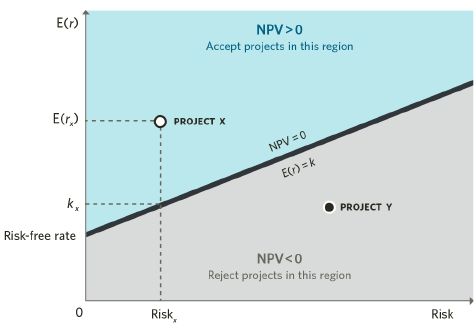 E(r)
NPV > 0
Accept projects in this region
E(rₓ)
PROJECT X
NPV = 0
E(r) = k
kₓ
PROJECT Y
Risk-free rate
NPV < 0
Reject projects in this region
0
Riskₓ
Risk